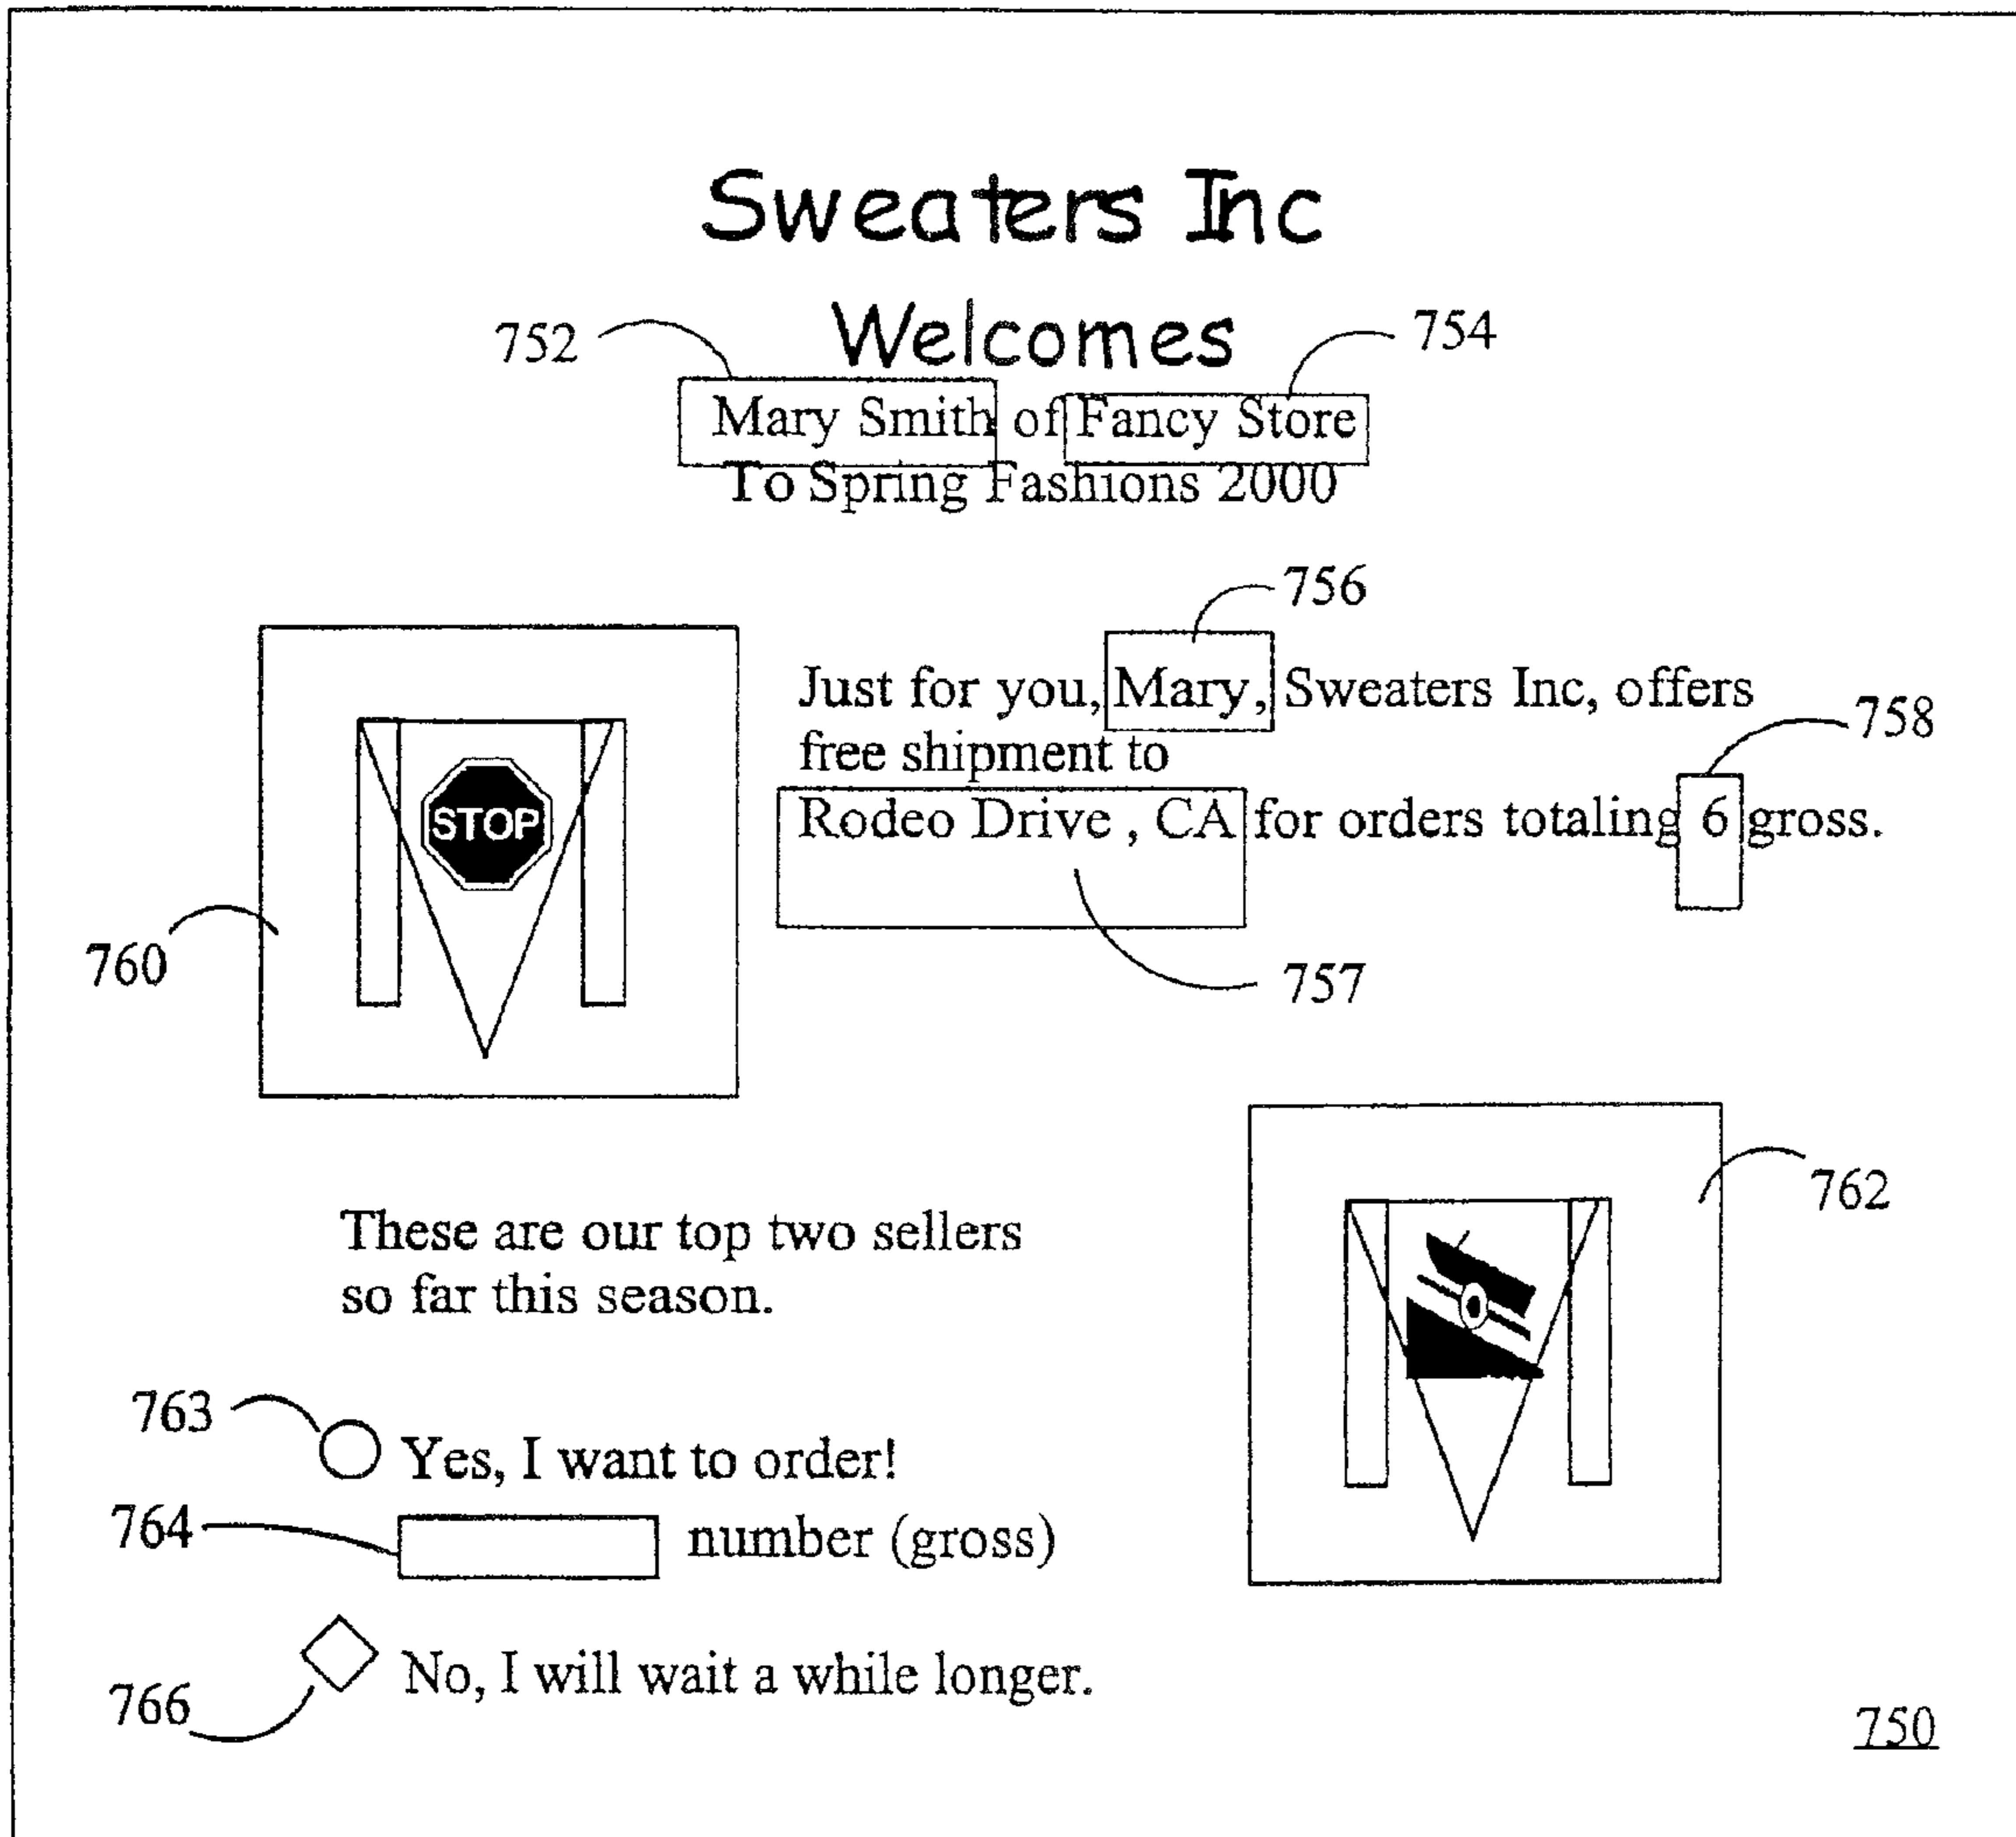 Sweaters Inc
Welcomes
752
754
Mary Smith of Fancy Store
To Spring Fashions 2000
756
Just for you, Mary, Sweaters Inc, offers
758
free shipment to
Rodeo Drive , CA for orders totaling 6 gross.
STOP
760
757
762
These are our top two sellers
so far this season.
763
Yes, I want to order!
764
number (gross)
No, I will wait a while longer.
766
750